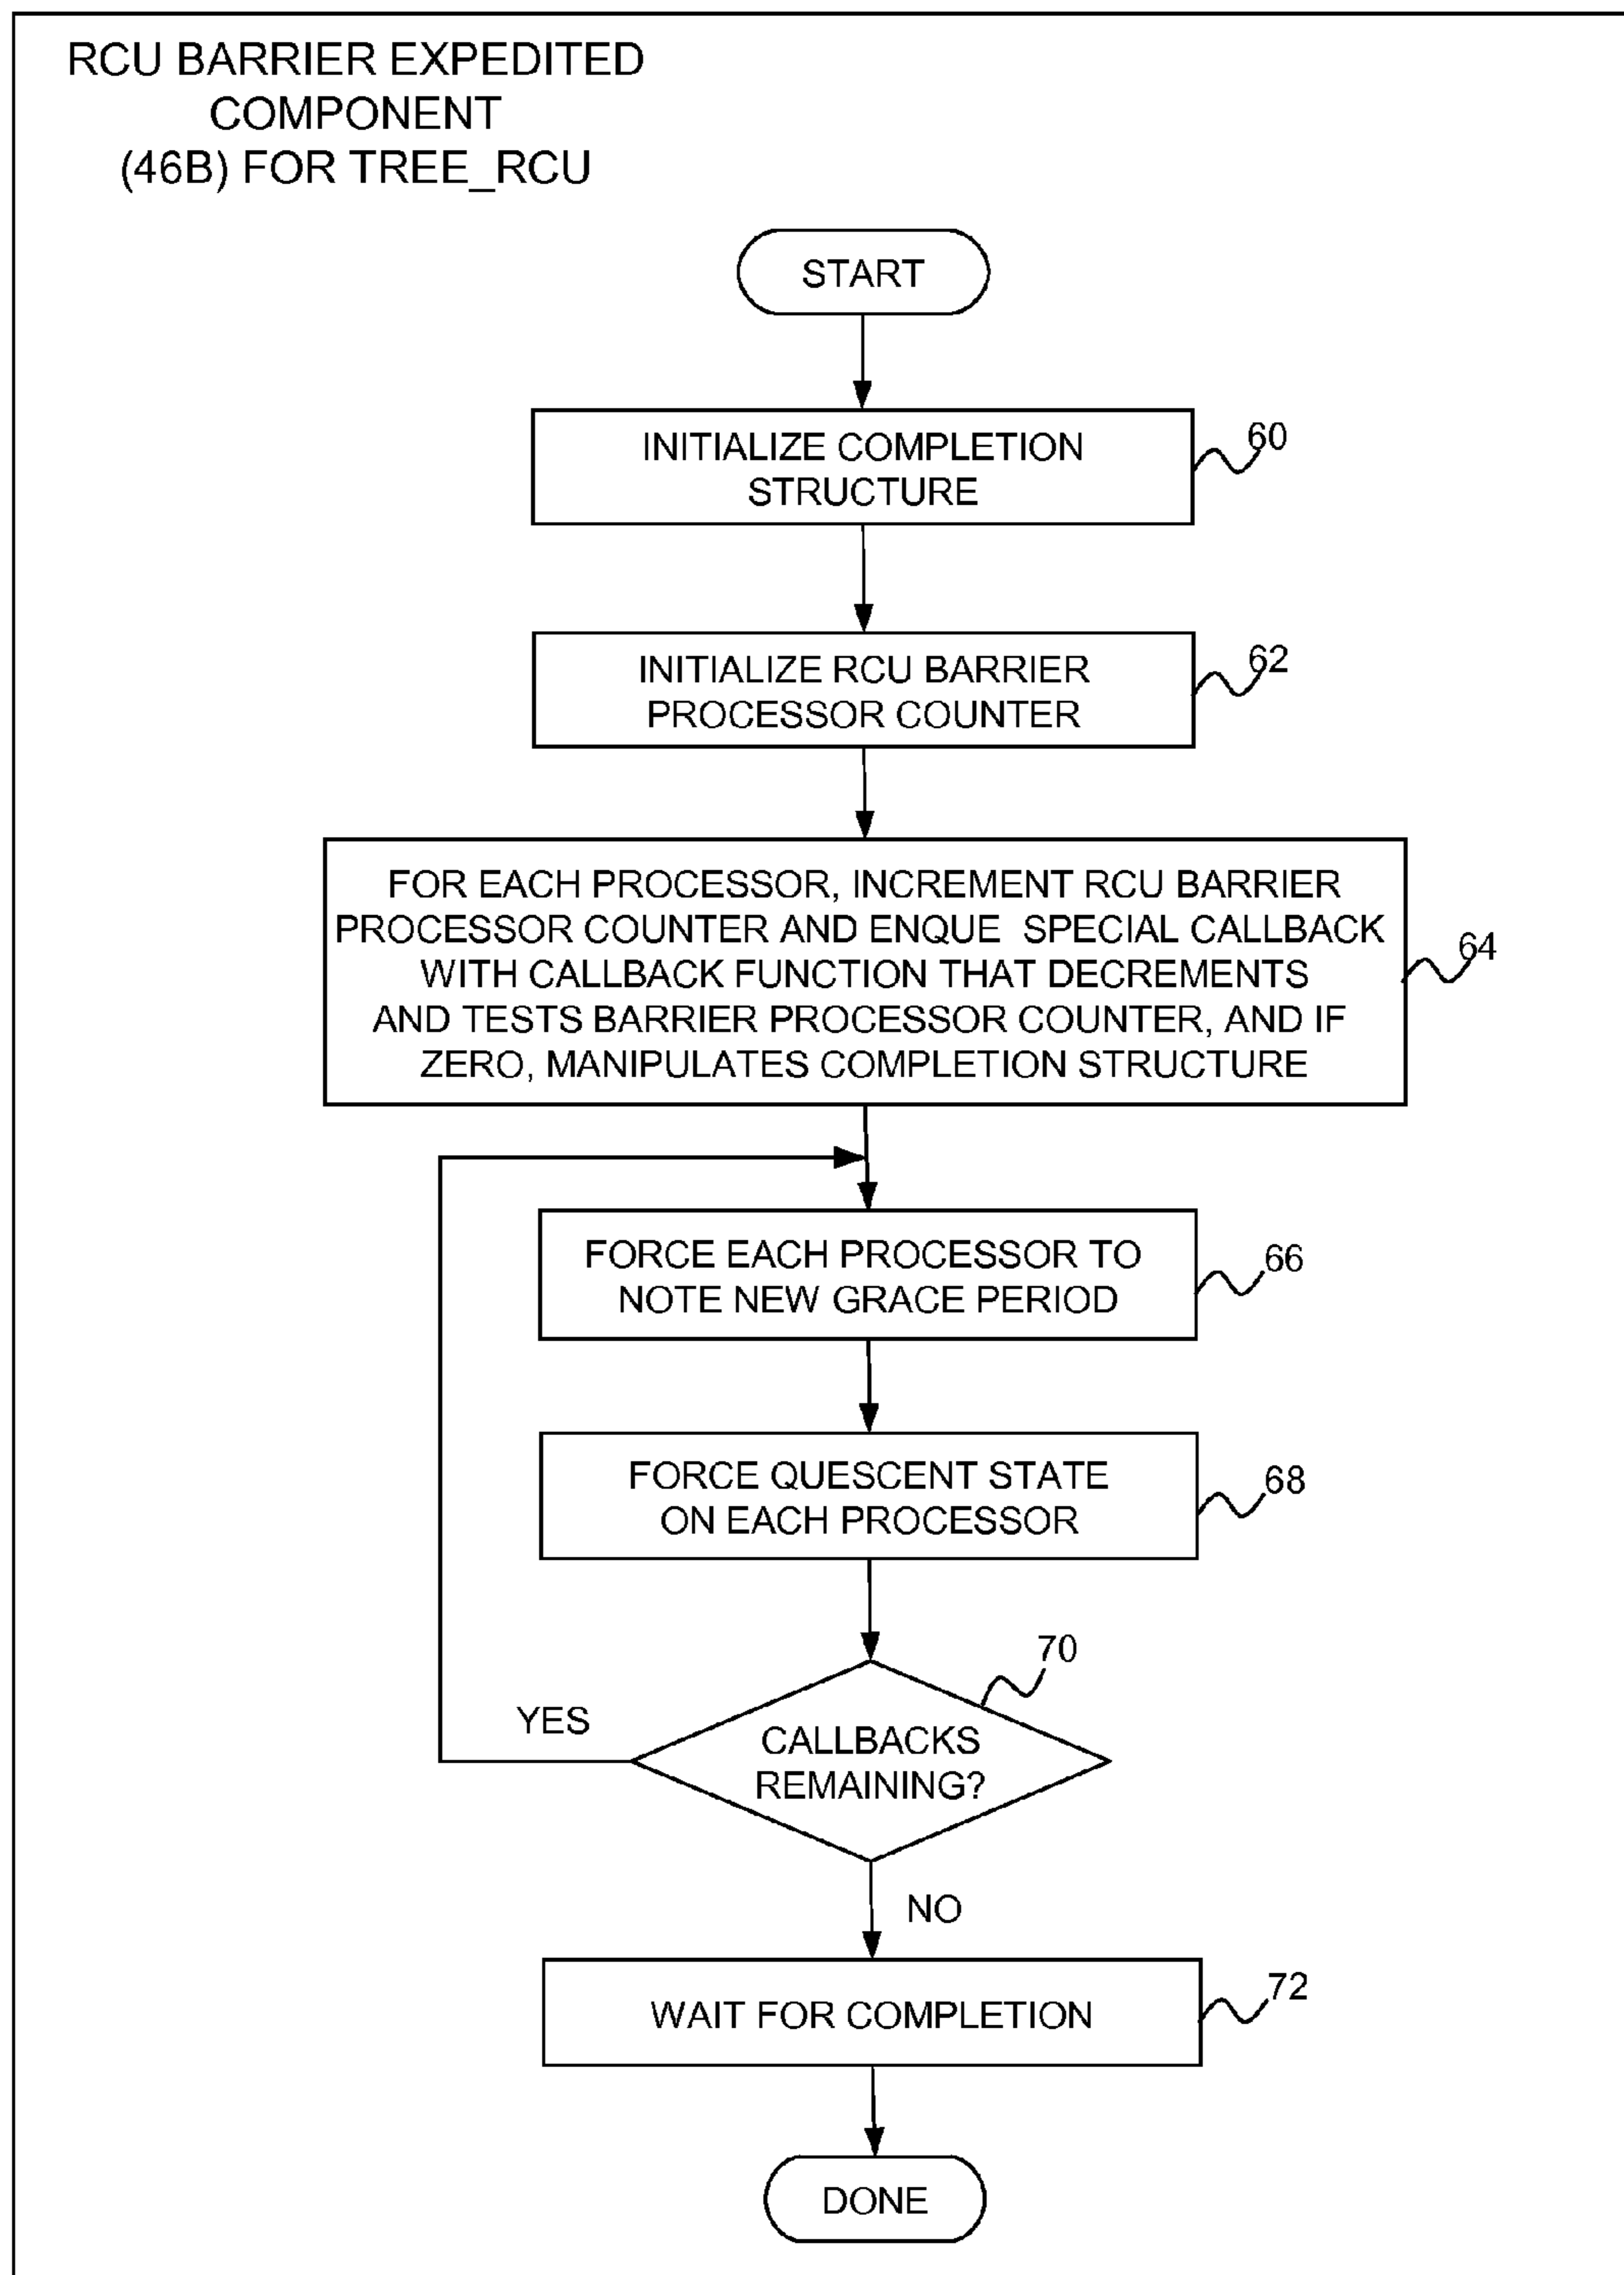 RCU BARRIER EXPEDITED
COMPONENT
(46B) FOR TREE_RCU
START
INITIALIZE COMPLETION
STRUCTURE
60
INITIALIZE RCU BARRIER
PROCESSOR COUNTER
62
FOR EACH PROCESSOR, INCREMENT RCU BARRIER
PROCESSOR COUNTER AND ENQUE SPECIAL CALLBACK
WITH CALLBACK FUNCTION THAT DECREMENTS
AND TESTS BARRIER PROCESSOR COUNTER, AND IF
ZERO, MANIPULATES COMPLETION STRUCTURE
64
FORCE EACH PROCESSOR TO
NOTE NEW GRACE PERIOD
66
FORCE QUESCENT STATE
ON EACH PROCESSOR
68
70
YES
CALLBACKS
REMAINING?
NO
WAIT FOR COMPLETION
72
DONE